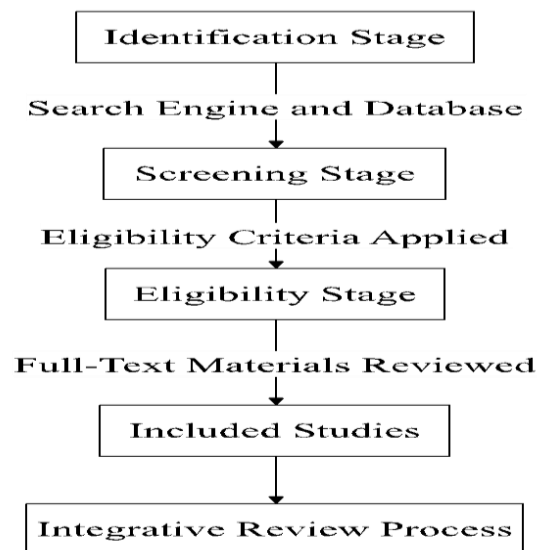 Identification Stage
Search Engine and Database
Screening Stage
Eligibility Criteria Applied
Eligibility Stage
Full-Text Materials Reviewed
Included Studies
Integrative Review Process